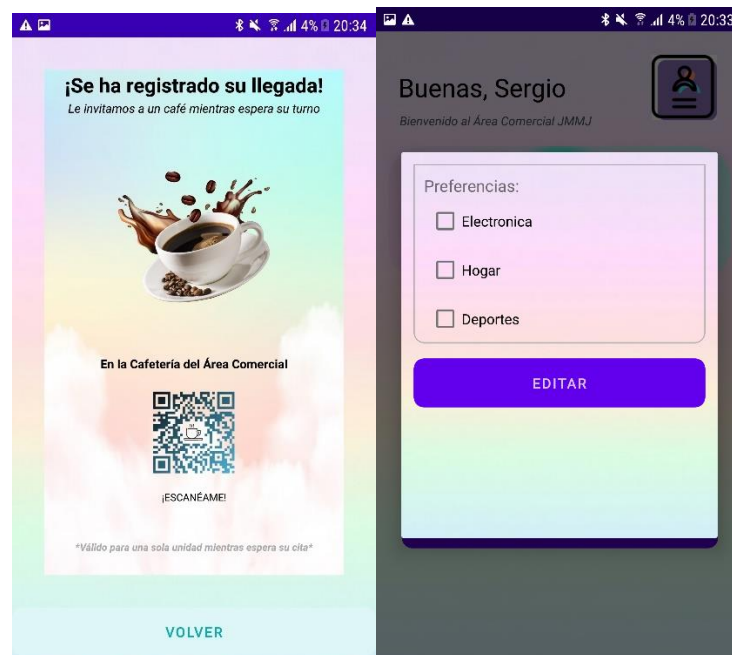 4% 20:34
¡Se ha registrado su llegada!
Le invitamos a un café mientras espera su turno
En la Cafetería del Área Comercial
¡ESCANÉAME!
*Válido para una sola unidad mientras espera su cita*
VOLVER
4% 20:33
Buenas, Sergio
Bienvenido al Área Comercial JMMJ
Preferencias:
Electronica
Hogar
Deportes
EDITAR